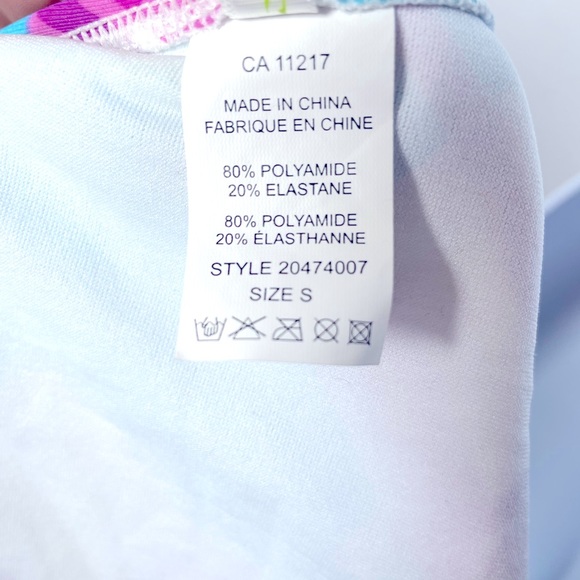 CA 11217
MADE IN CHINA
FABRIQUE EN CHINE
80% POLYAMIDE
20% ELASTANE
80% POLYAMIDE
20% ÉLASTHANNE
STYLE 20474007
SIZE S